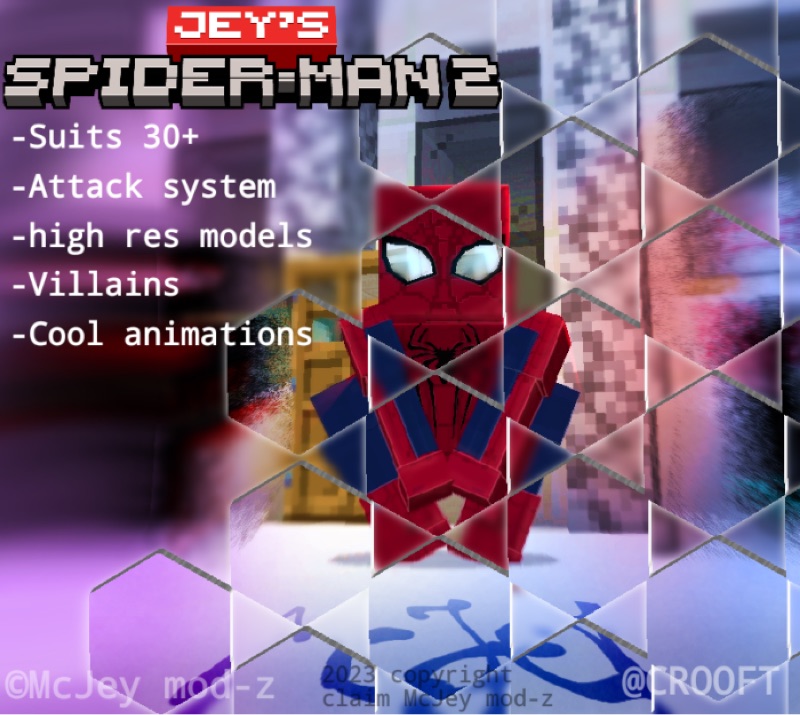 JEY'S
SPIDER-MAN 2
-Suits 30+
-Attack system
-high res models
-Villains
-Cool animations
©McJey mod-z
2023 copyright
claim McJey mod-z
@CROOFT